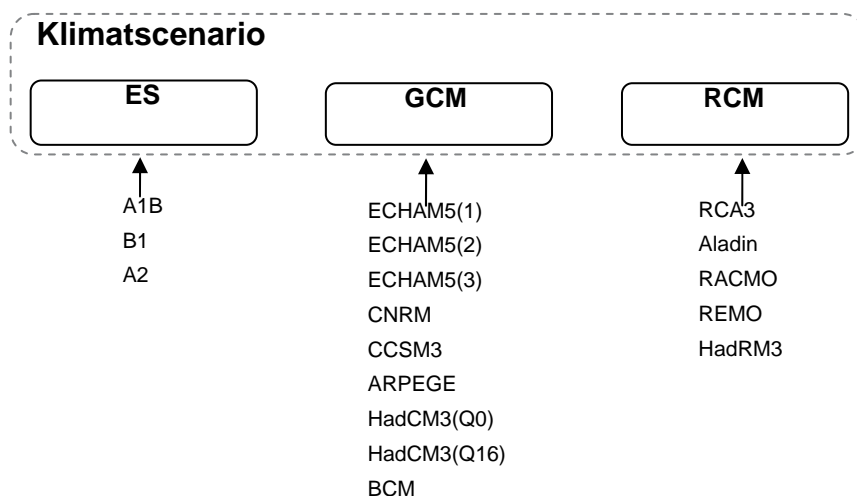 Klimatscenario
ES
GCM
RCM
A1B
B1
A2
ECHAM5(1)
ECHAM5(2)
ECHAM5(3)
CNRM
CCSM3
ARPEGE
HadCM3(Q0)
HadCM3(Q16)
BCM
RCA3
Aladin
RACMO
REMO
HadRM3